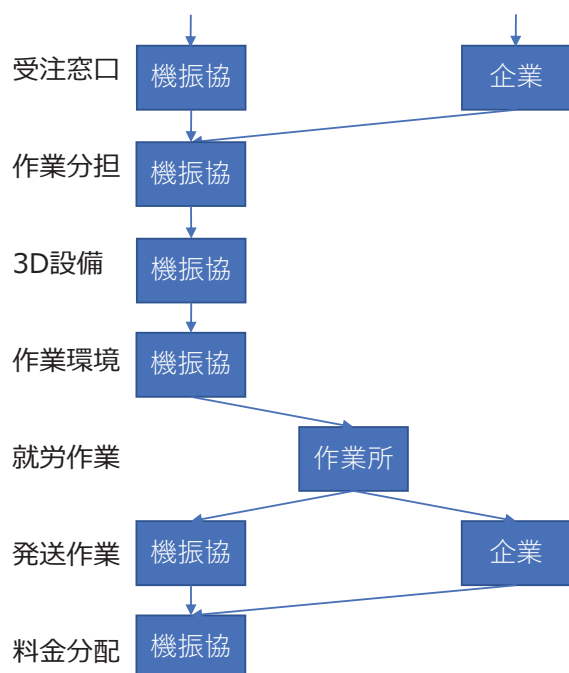 受注窓口 機振協 企業
作業分担 機振協
3D設備 機振協
作業環境 機振協
就労作業 作業所
発送作業 機振協 企業
料金分配 機振協